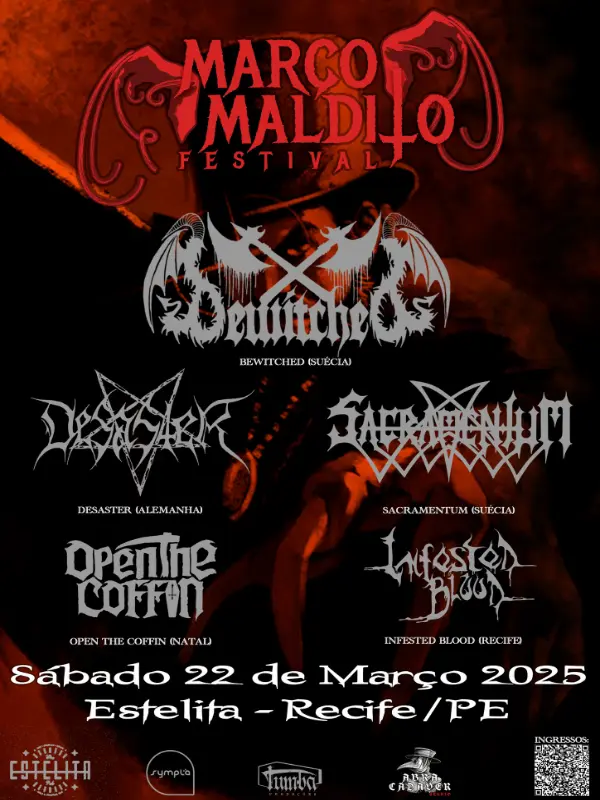 MARÇO
MALDITO
FESTIVAL
Bewitched
BEWITCHED (SUÉCIA)
DESASTER
SACRAMENTUM
DESASTER (ALEMANHA)
SACRAMENTUM (SUÉCIA)
OPEN THE
COFFIN
INFESTED
BLOOD
OPEN THE COFFIN (NATAL)
INFESTED BLOOD (RECIFE)
Sábado 22 de Março 2025
Estelita - Recife/PE
INGRESSOS:
ESTELITA
sympla
tumba
ABRA
CADAVER